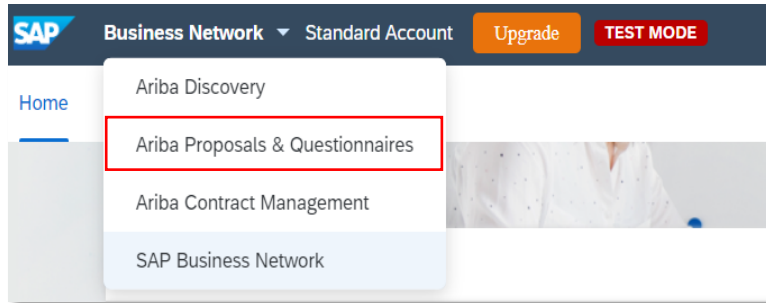 SAP Business Network Standard Account Upgrade TEST MODE
Home
Ariba Discovery
Ariba Proposals & Questionnaires
Ariba Contract Management
SAP Business Network